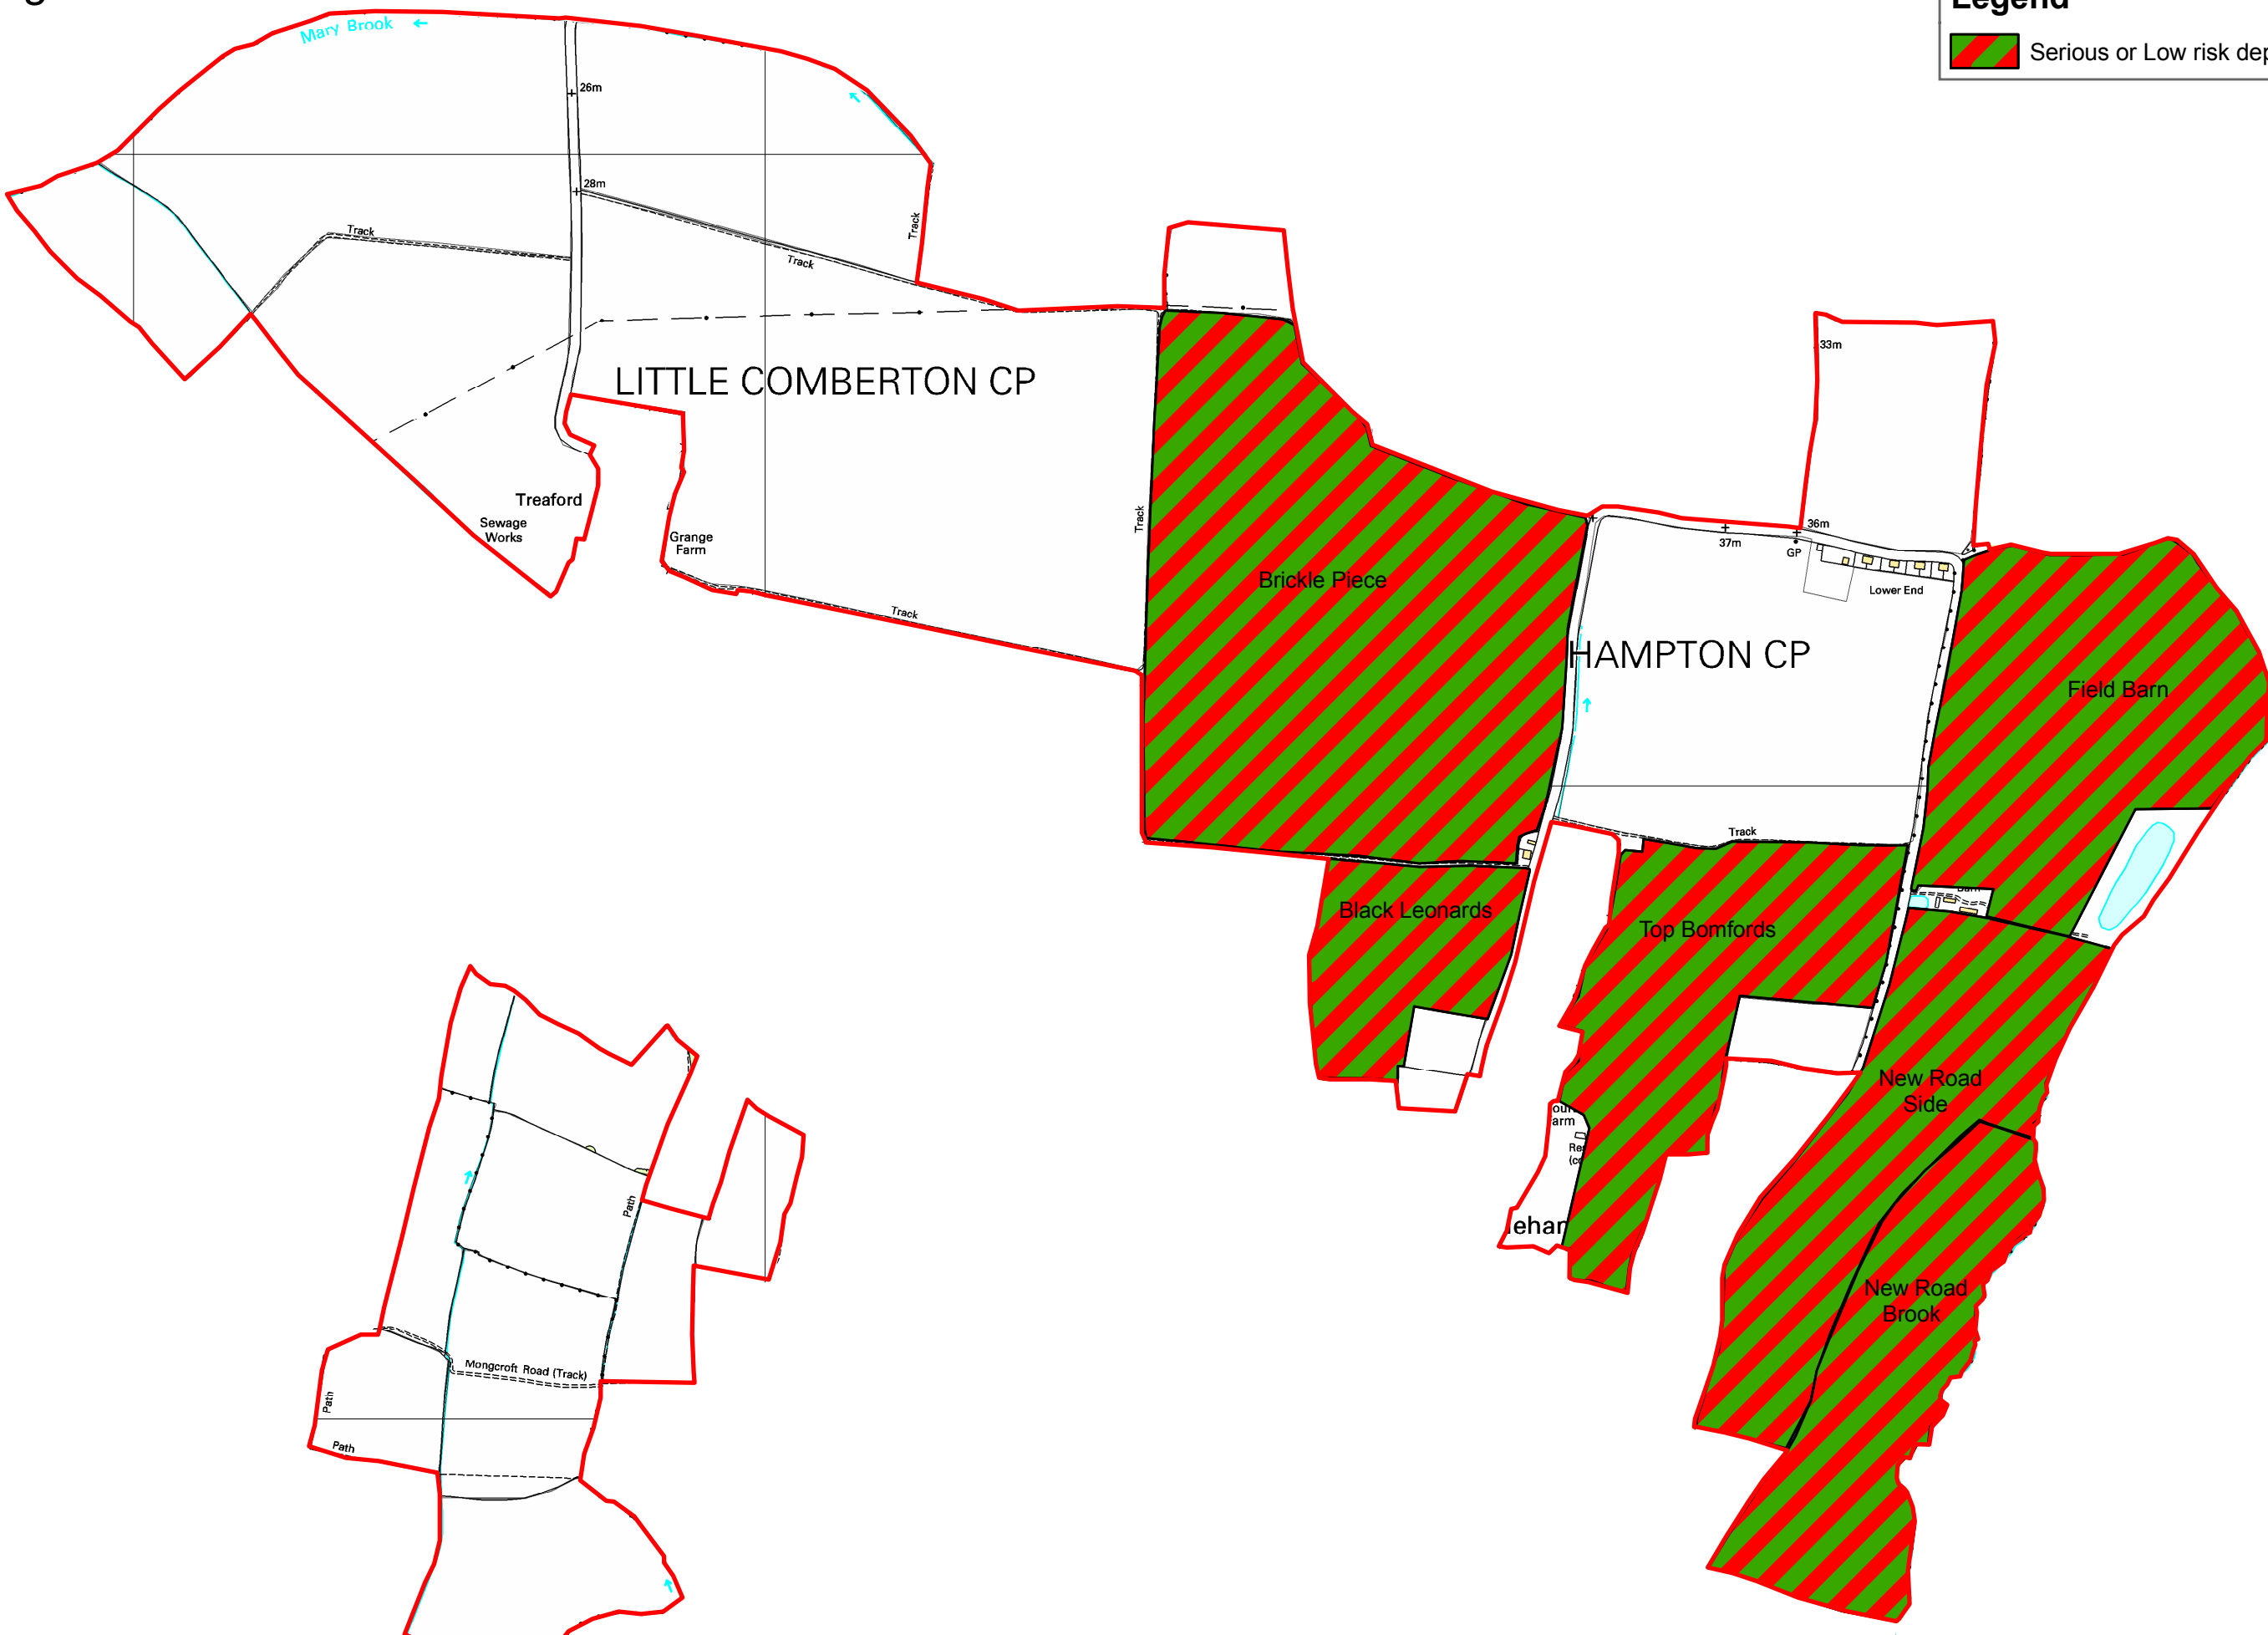 Legend
Serious or Low risk
Mary Brook
26m
28m
Track
Track
Track
LITTLE COMBERTON CP
33m
Treaford
Sewage
Works
Grange
Farm
Track
Track
Brickle Piece
36m
37m
GP
Lower End
HAMPTON CP
Field Barn
Track
Barn
Black Leonards
Top Bomfords
New Road
Side
New Road
Brook
Path
Mongcroft Road (Track)
Path
Path